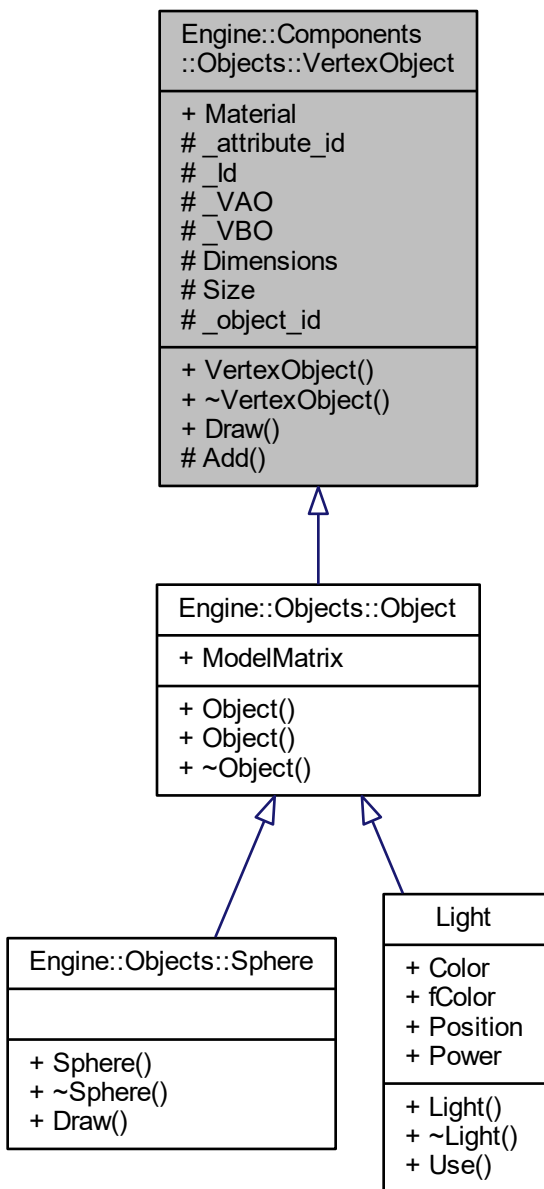 Engine::Components
::Objects::VertexObject
+ Material
# _attribute_id
# _Id
# _VAO
# _VBO
# Dimensions
# Size
# _object_id
+ VertexObject()
+ ~VertexObject()
+ Draw()
# Add()
Engine::Objects::Object
+ ModelMatrix
+ Object()
+ Object()
+ ~Object()
Engine::Objects::Sphere
+ Sphere()
+ ~Sphere()
+ Draw()
Light
+ Color
+ fColor
+ Position
+ Power
+ Light()
+ ~Light()
+ Use()